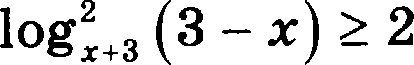 log²ₓ₊₃ (3 − x) ≥ 2